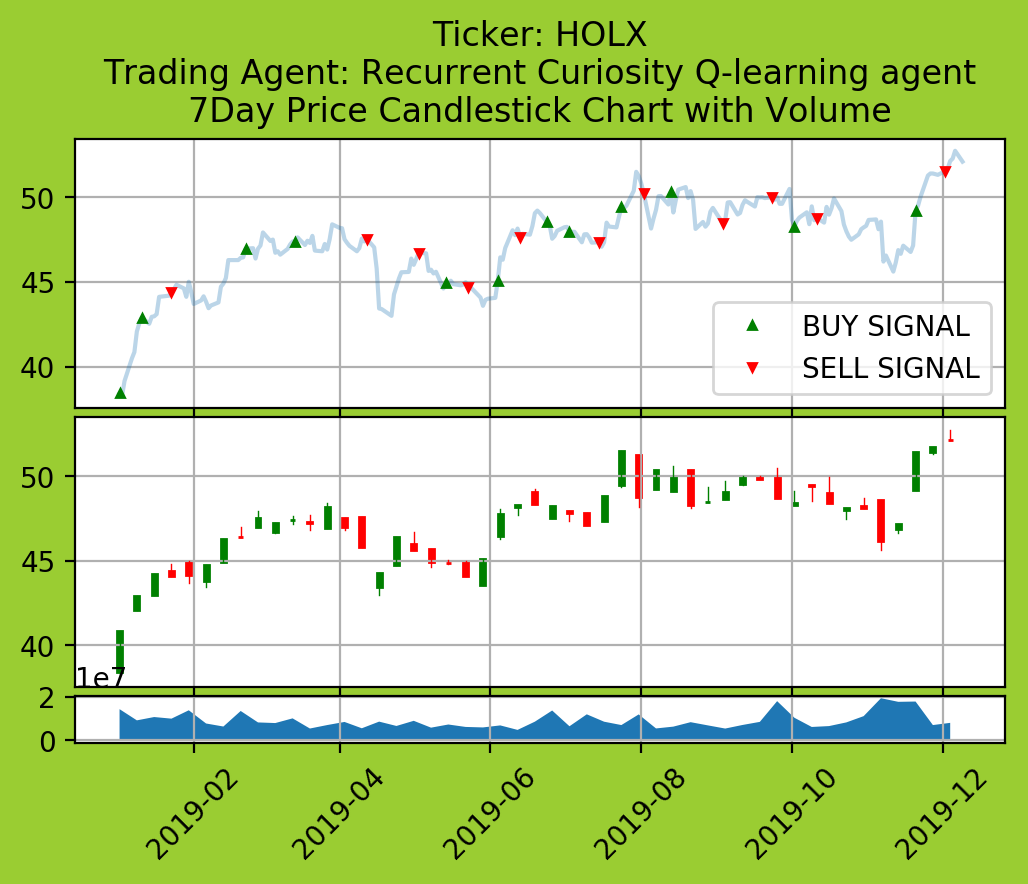 Ticker: HOLX
Trading Agent: Recurrent Curiosity Q-learning agent
7Day Price Candlestick Chart with Volume
50
45
40
BUY SIGNAL
SELL SIGNAL
50
45
40
1e7
2
0
2019-02
2019-04
2019-06
2019-08
2019-10
2019-12